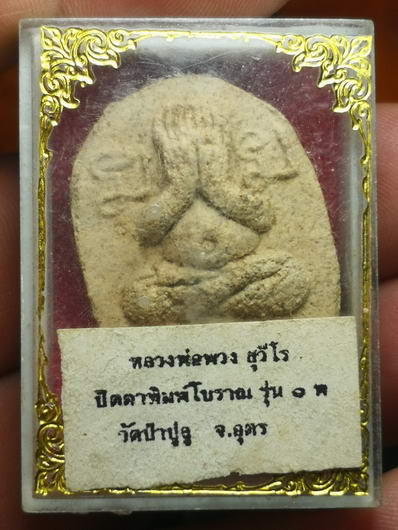 หลวงพ่อพวง สุวีโร
ปิดตาพิมพ์โบราณ รุ่น ๑ พ
วัดป่าปูลู จ.อุดร